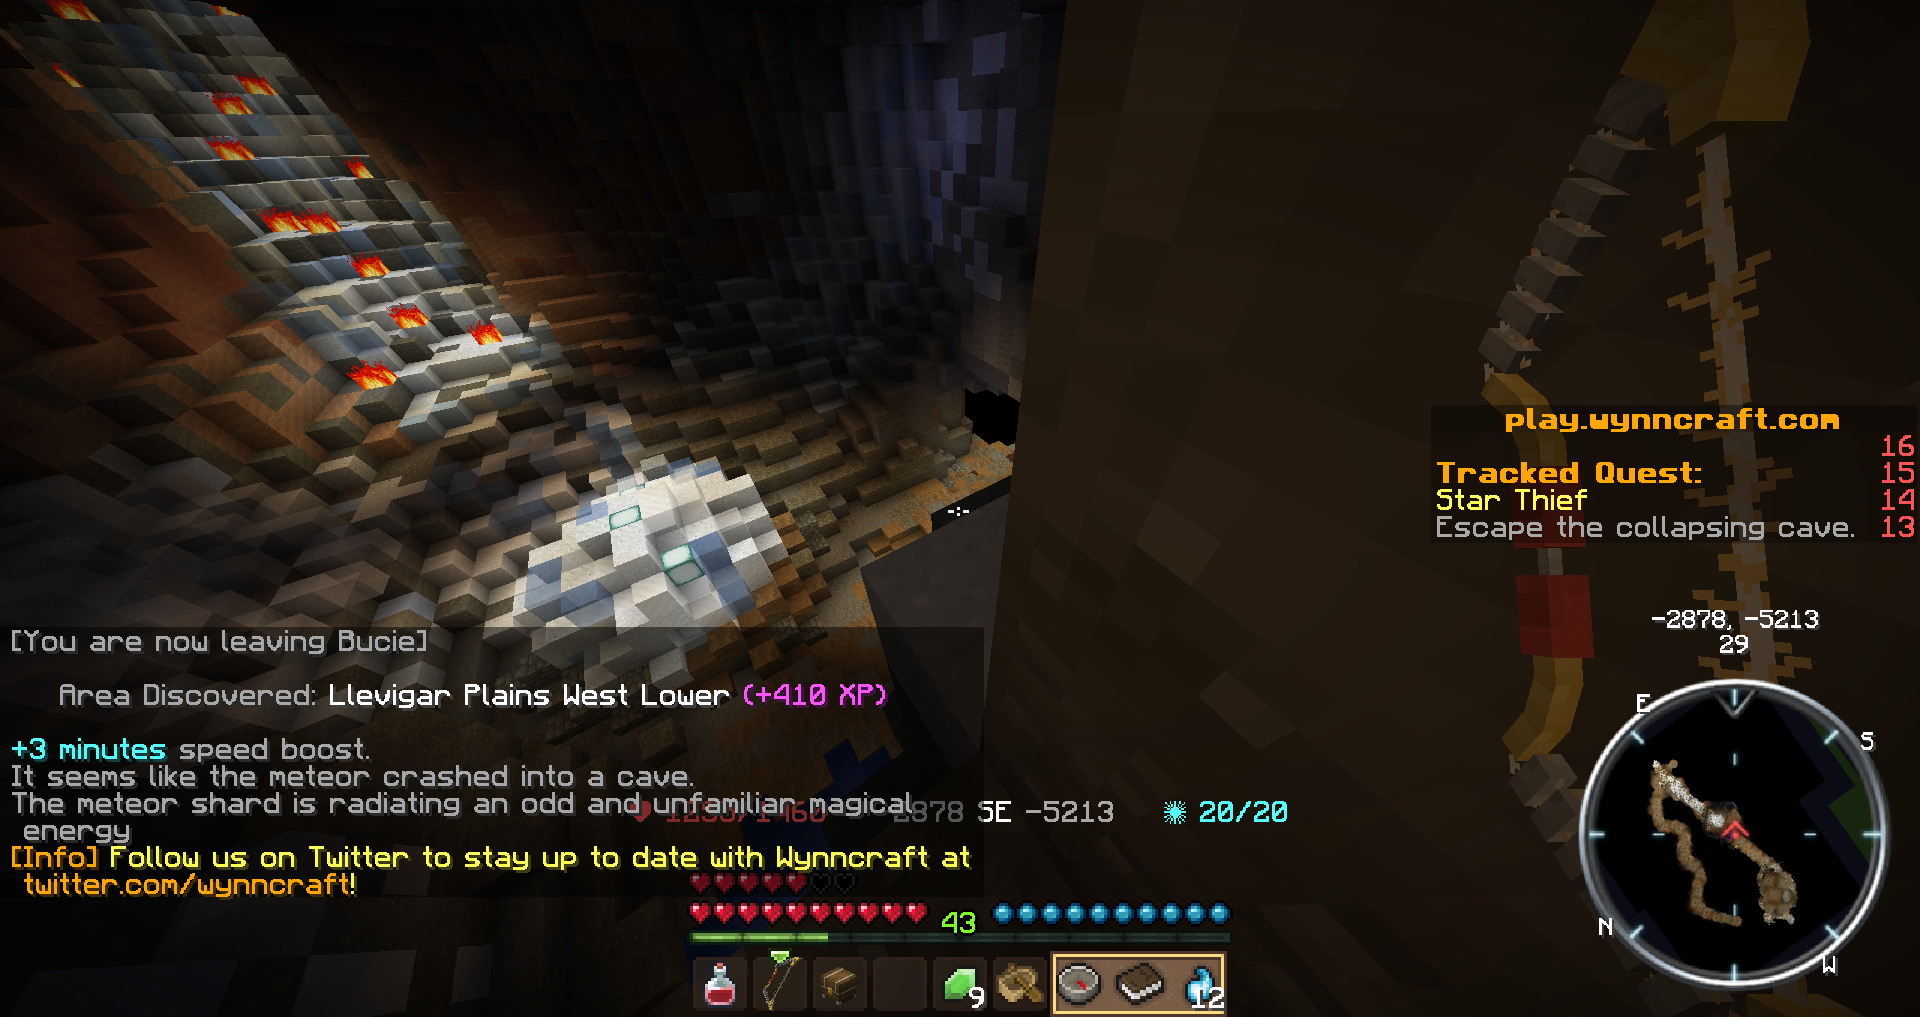 play.wynncraft.com
16
Tracked Quest: 15
Star Thief 14
Escape the collapsing cave. 13
-2878, -5213
29
E
S
N
W
[You are now leaving Bucie]
Area Discovered: Llevigar Plains West Lower (+410 XP)
+3 minutes speed boost.
It seems like the meteor crashed into a cave.
The meteor shard is radiating an odd and unfamiliar magical
energy
[Info] Follow us on Twitter to stay up to date with Wynncraft at
twitter.com/wynncraft!
2878 SE -5213
20/20
43
9
12